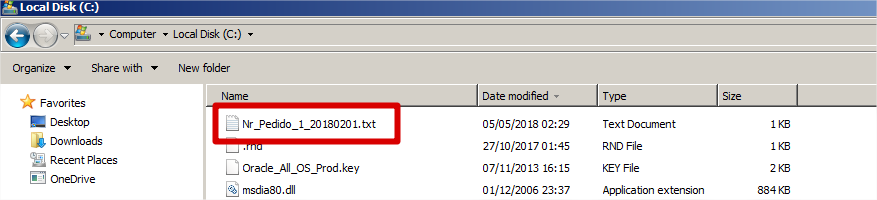 Local Disk (C:)
Computer Local Disk (C:)
Organize Share with New folder
Favorites
Desktop
Downloads
Recent Places
OneDrive
Name Date modified Type Size
Nr_Pedido_1_20180201.txt 05/05/2018 02:29 Text Document 1 KB
.rnd 27/10/2017 01:45 RND File 1 KB
Oracle_All_OS_Prod.key 07/11/2013 16:15 KEY File 2 KB
msdia80.dll 01/12/2006 23:37 Application extension 884 KB